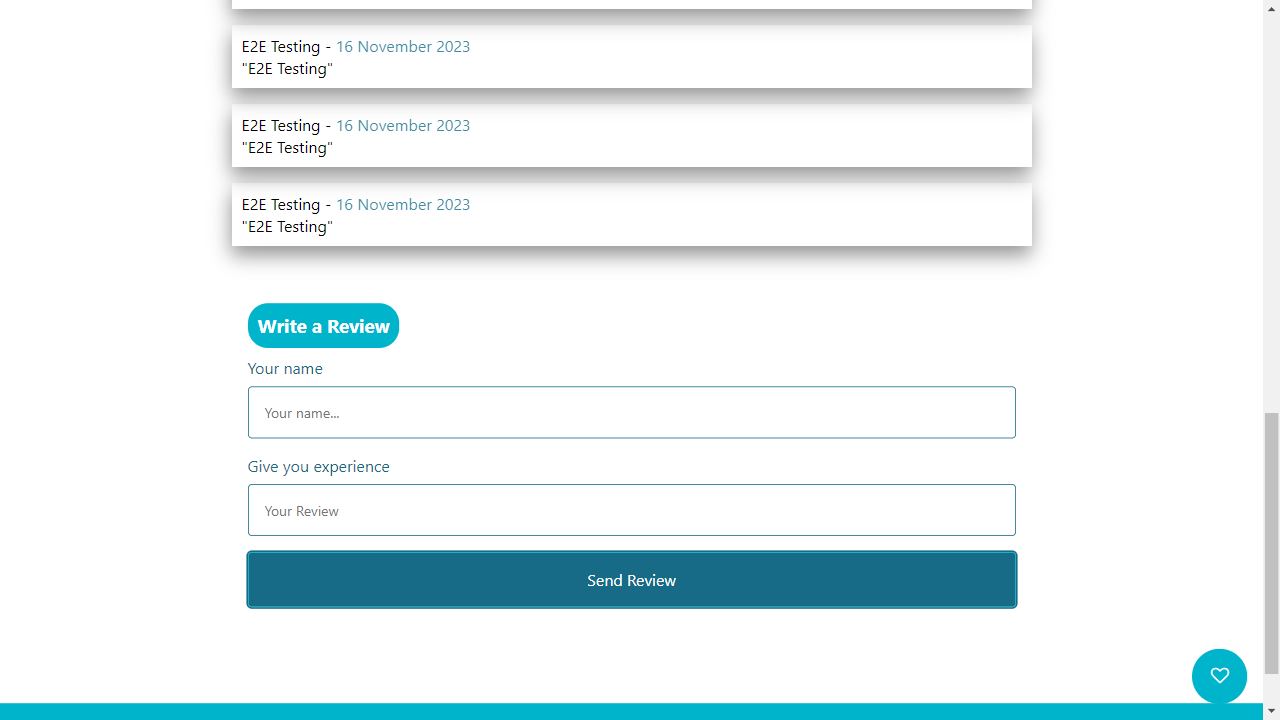 E2E Testing - 16 November 2023
"E2E Testing"
E2E Testing - 16 November 2023
"E2E Testing"
E2E Testing - 16 November 2023
"E2E Testing"
Write a Review
Your name
Your name...
Give you experience
Your Review
Send Review